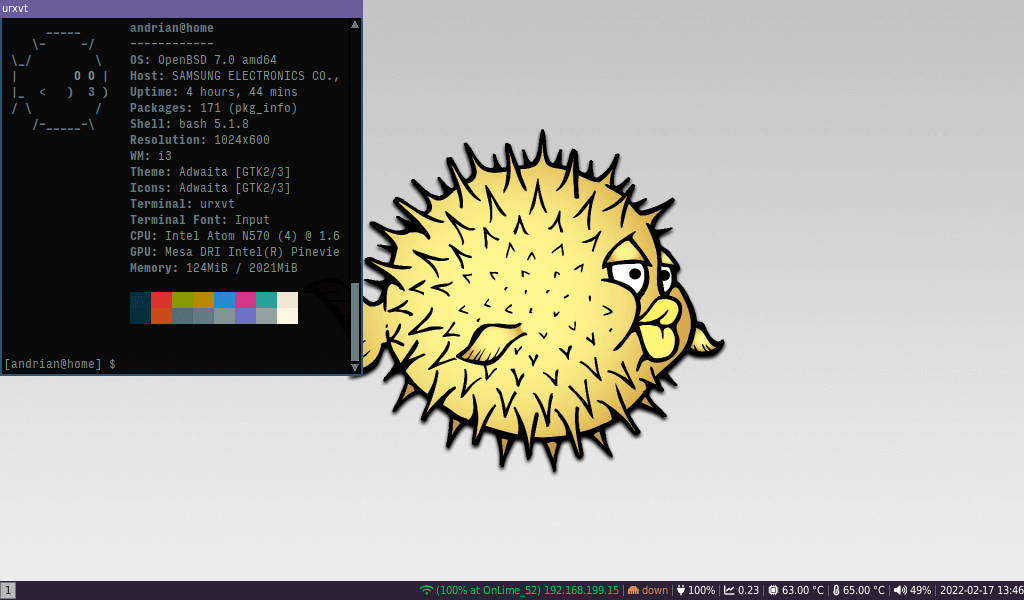 urxvt
andrian@home
------------
OS: OpenBSD 7.0 amd64
Host: SAMSUNG ELECTRONICS CO.,
Uptime: 4 hours, 44 mins
Packages: 171 (pkg_info)
Shell: bash 5.1.8
Resolution: 1024x600
WM: i3
Theme: Adwaita [GTK2/3]
Icons: Adwaita [GTK2/3]
Terminal: urxvt
Terminal Font: Input
CPU: Intel Atom N570 (4) @ 1.6
GPU: Mesa DRI Intel(R) Pinevie
Memory: 124MiB / 2021MiB
[andrian@home] $
1
(100% at OnLime_52) 192.168.199.15 | down | 100% | 0.23 | 63.00 °C | 65.00 °C | 49% | 2022-02-17 13:46